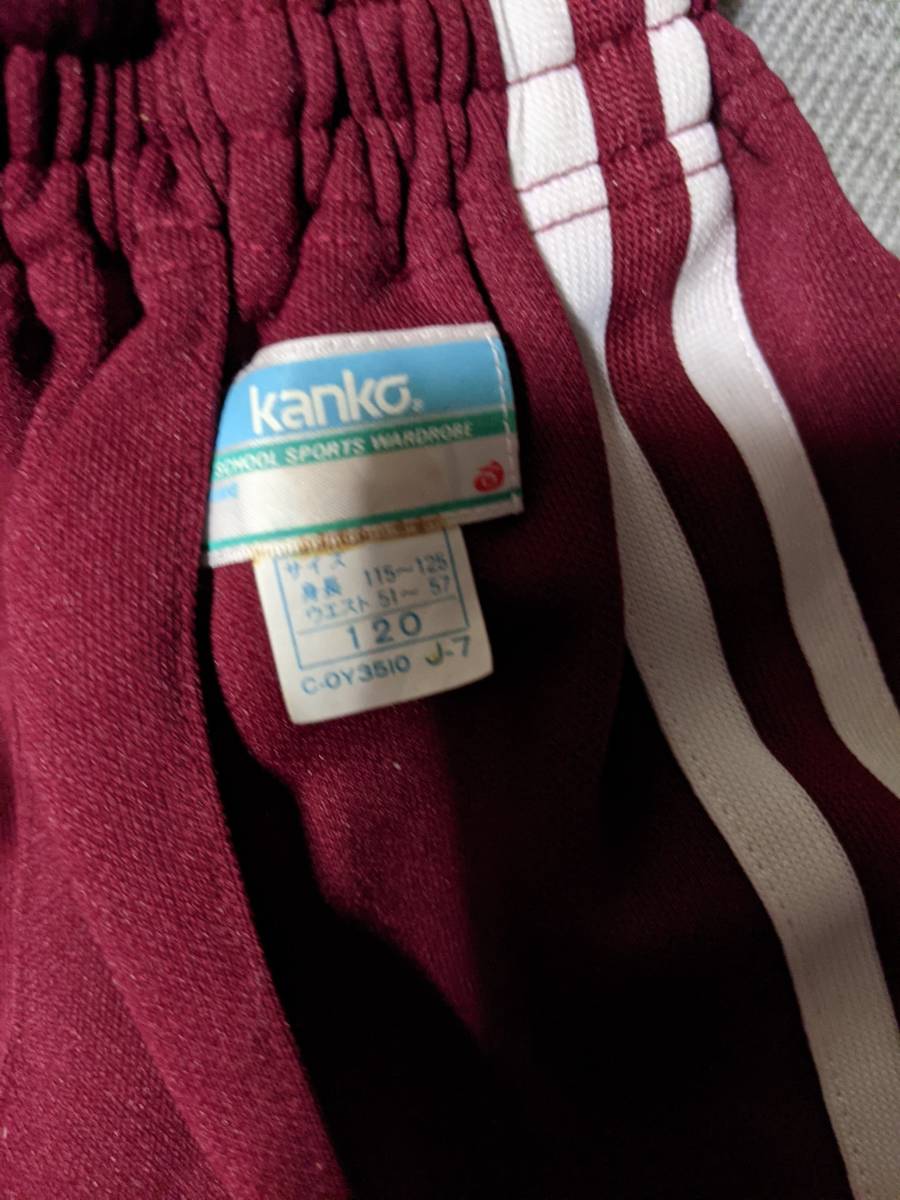 kanko
SCHOOL SPORTS WARDROBE
サイズ
身長 115～125
ウエスト 51～ 57
120
C-OY3510 J-7